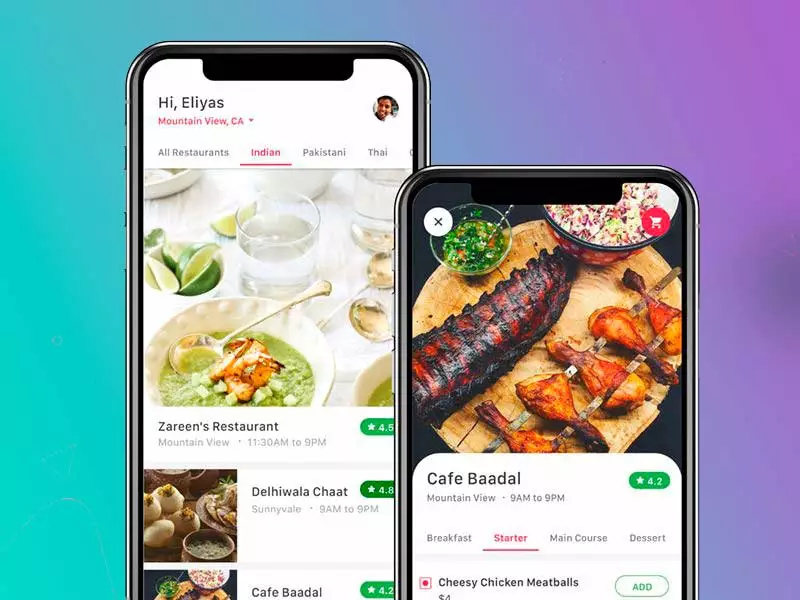 Hi, Eliyas
Mountain View, CA
All Restaurants Indian Pakistani Thai
Zareen's Restaurant 4.5
Mountain View • 11:30AM to 9PM
Delhiwala Chaat 4.8
Sunnyvale • 9AM to 9PM
Cafe Baadal 4.2
Cafe Baadal 4.2
Mountain View • 9AM to 9PM
Breakfast Starter Main Course Dessert
Cheesy Chicken Meatballs ADD
$4